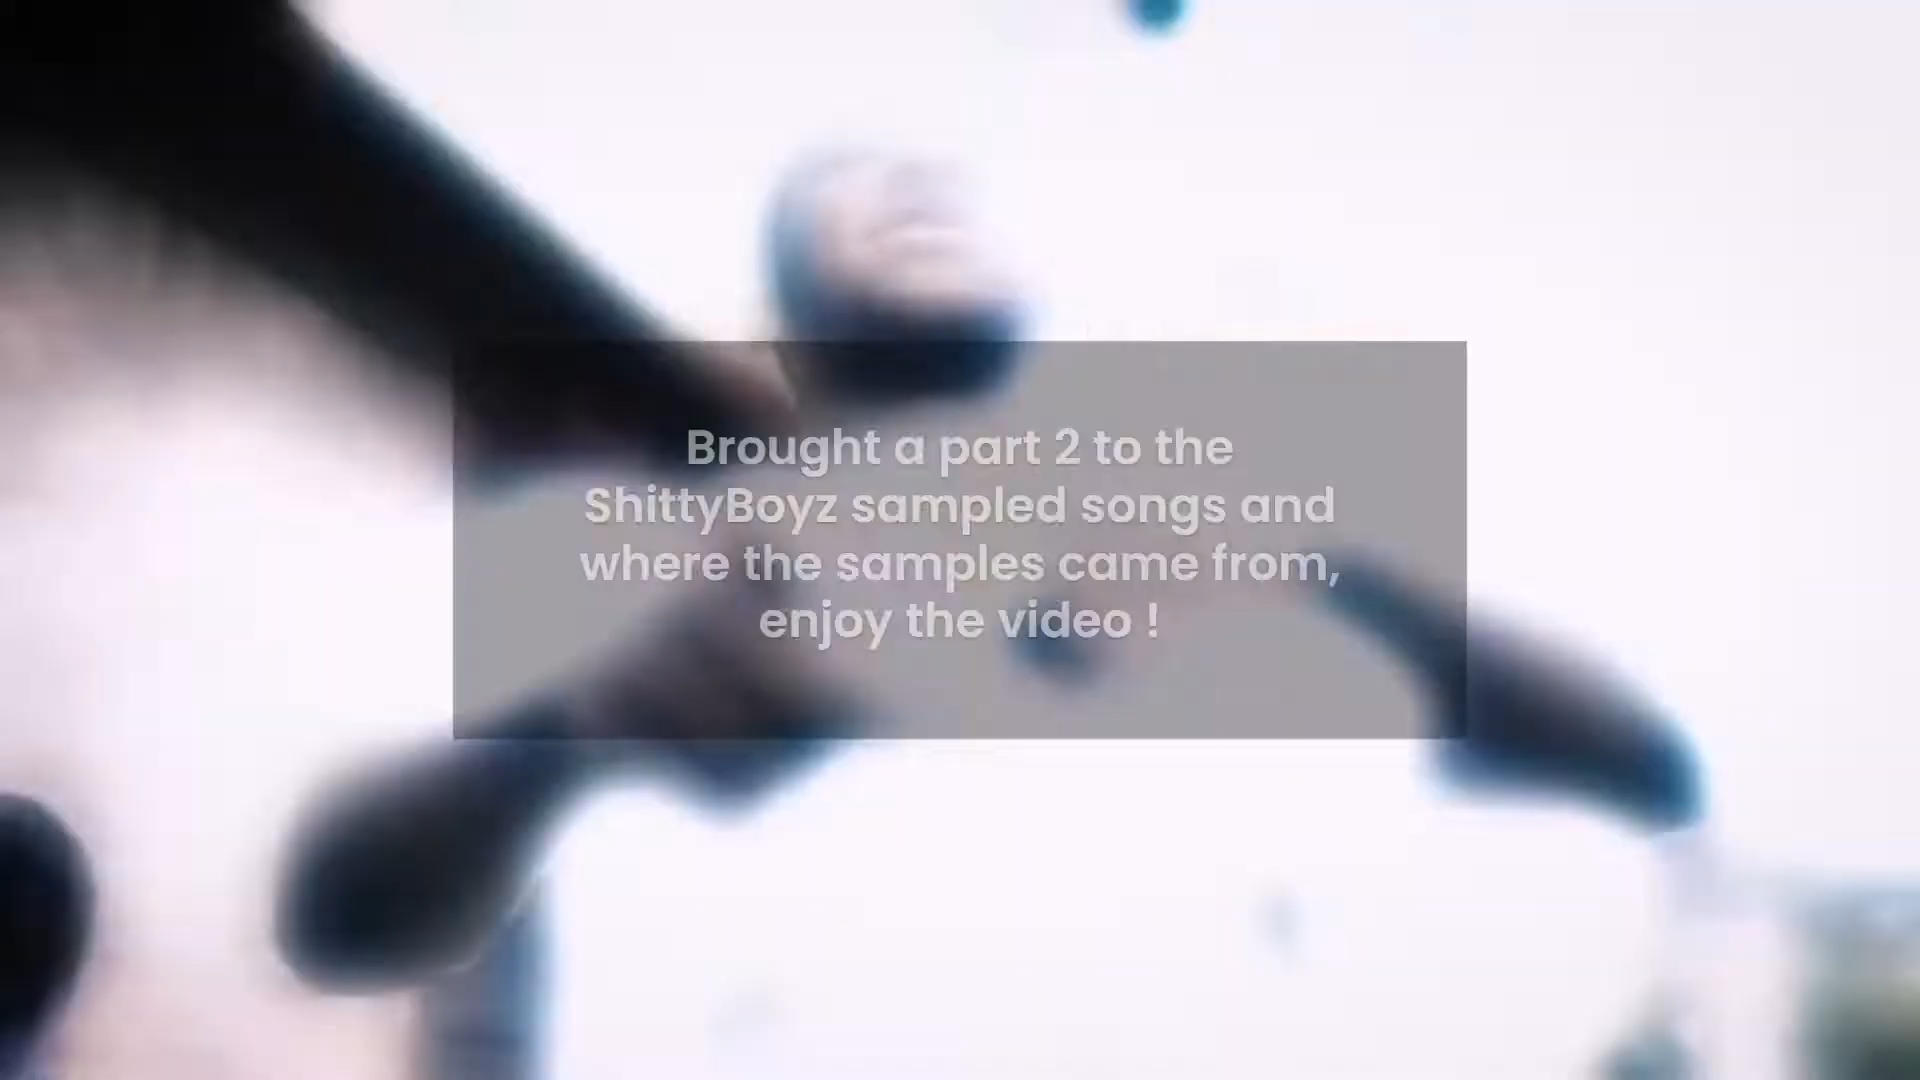 Brought a part 2 to the
ShittyBoyz sampled songs and
where the samples came from,
enjoy the video !